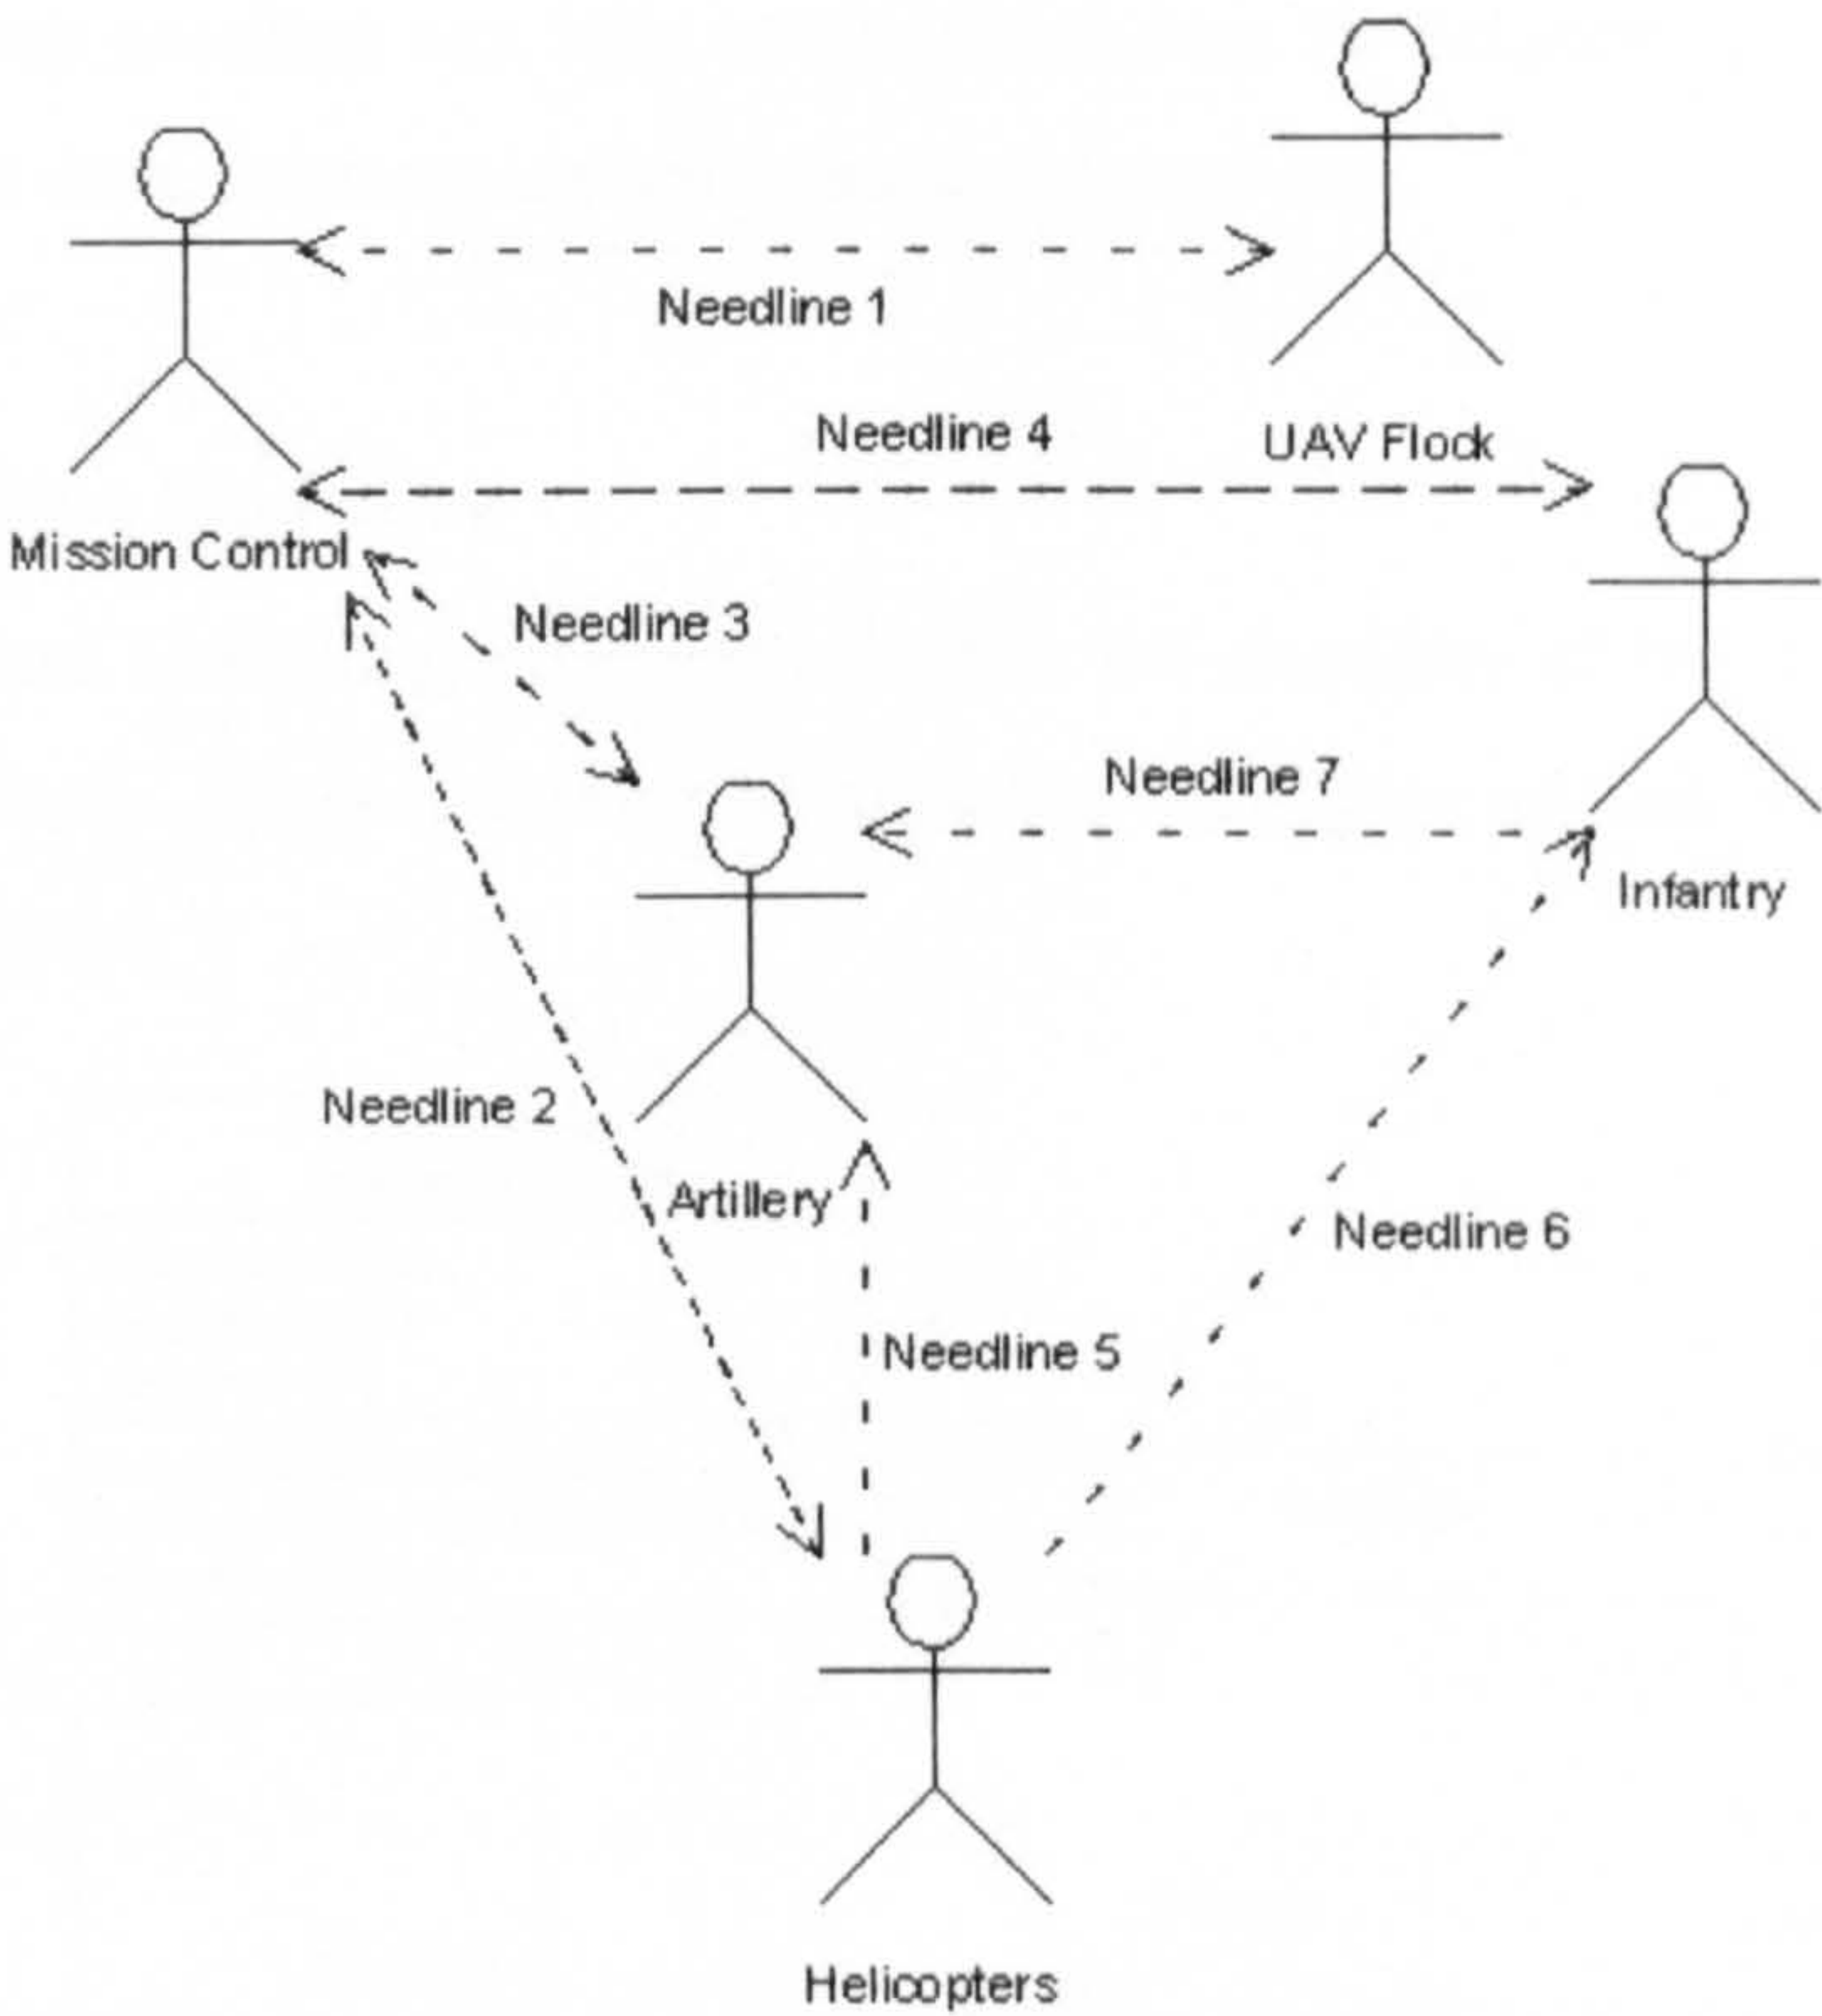 Needline 1
Needline 4
UAV Flock
Mission Control
Needline 3
Needline 7
Infantry
Needline 2
Artillery
Needline 6
Needline 5
Helicopters